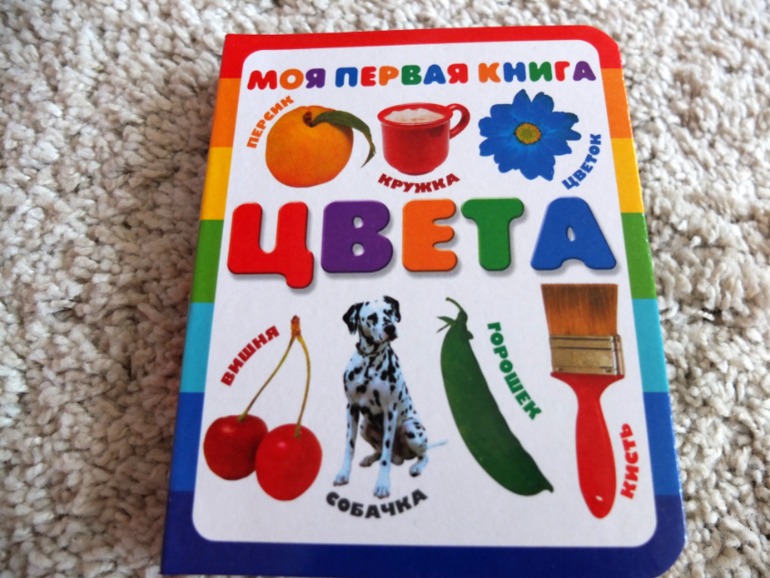 МОЯ ПЕРВАЯ КНИГА
ПЕРСИК
КРУЖКА
ЦВЕТОК
ЦВЕТА
ВИШНЯ
СОБАЧКА
ГОРОШЕК
КИСТЬ